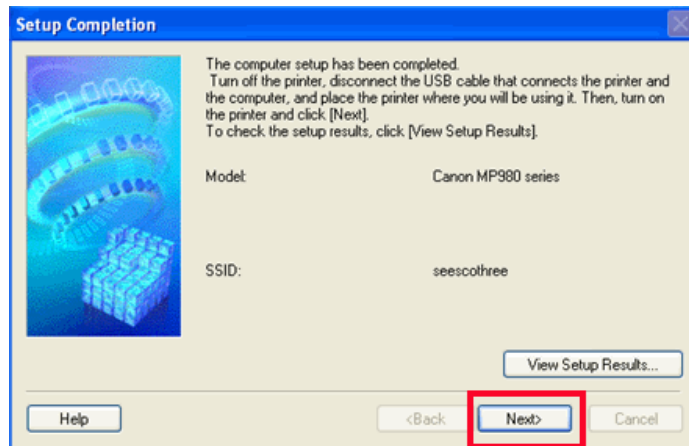 Setup Completion
The computer setup has been completed.
Turn off the printer, disconnect the USB cable that connects the printer and
the computer, and place the printer where you will be using it. Then, turn on
the printer and click [Next].
To check the setup results, click [View Setup Results].
Model: Canon MP980 series
SSID: seescothree
View Setup Results...
Help <Back Next> Cancel